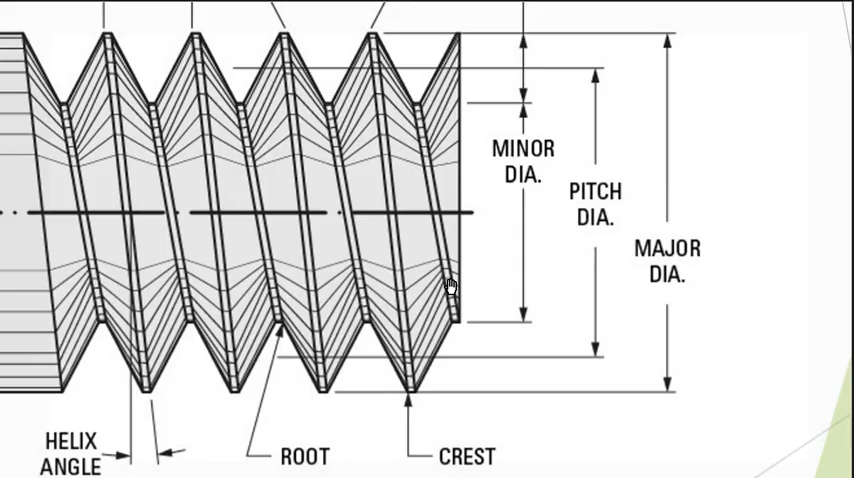 MINOR
DIA.
PITCH
DIA.
MAJOR
DIA.
HELIX
ANGLE
ROOT
CREST